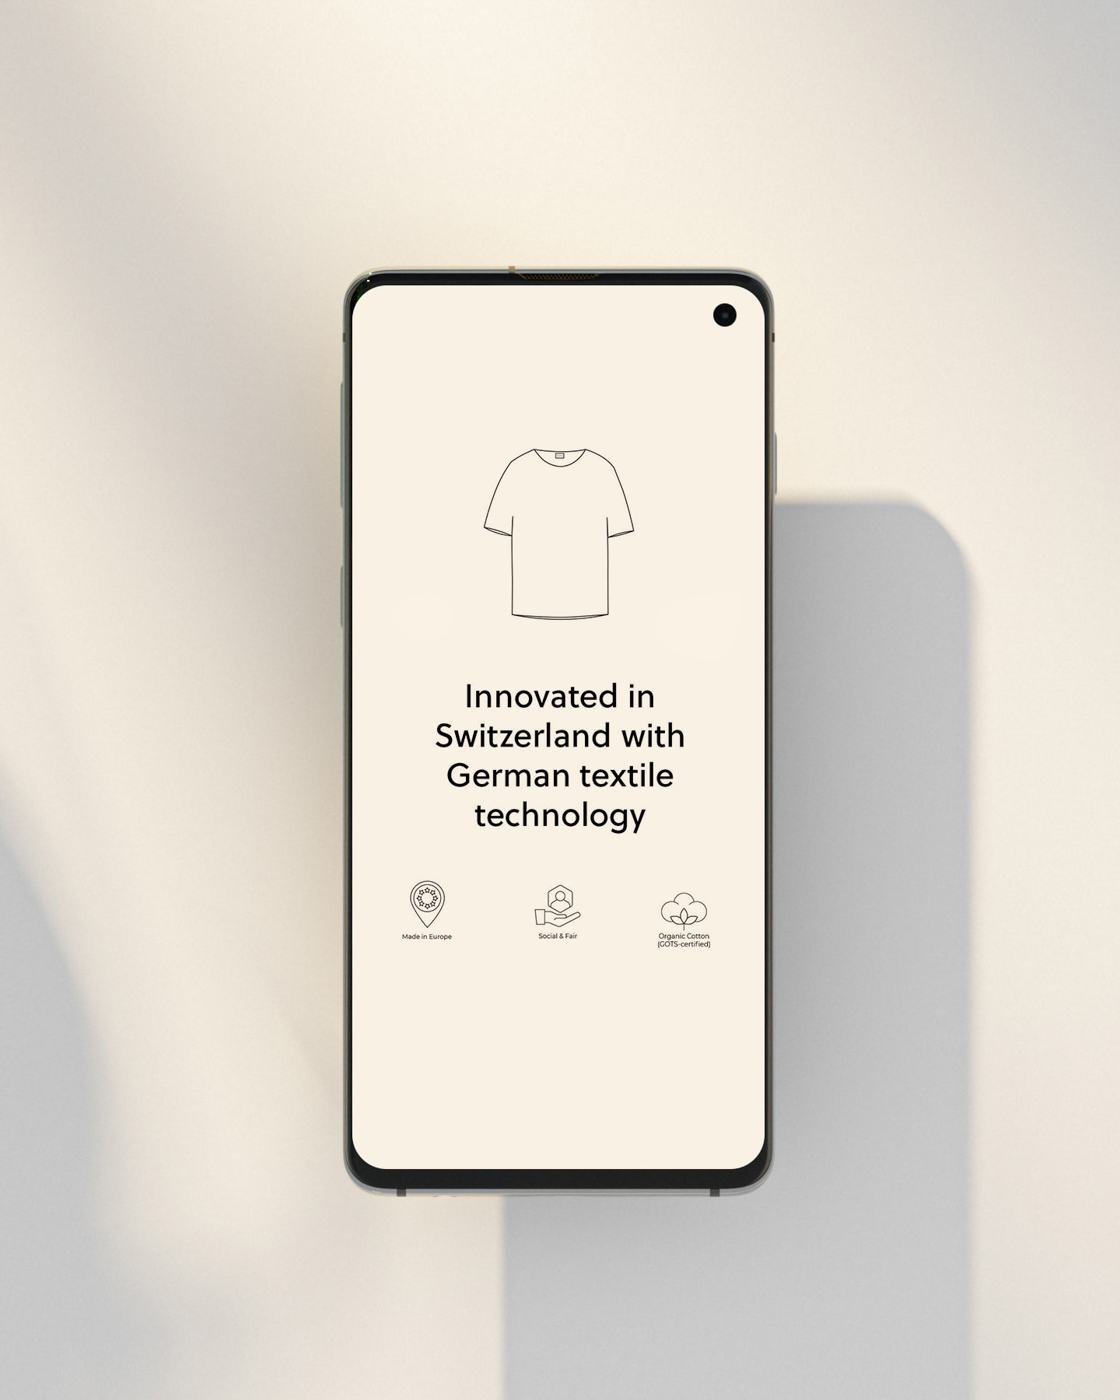 Innovated in
Switzerland with
German textile
technology
Made in Europe
Social & Fair
Organic Cotton
(GOTS-certified)